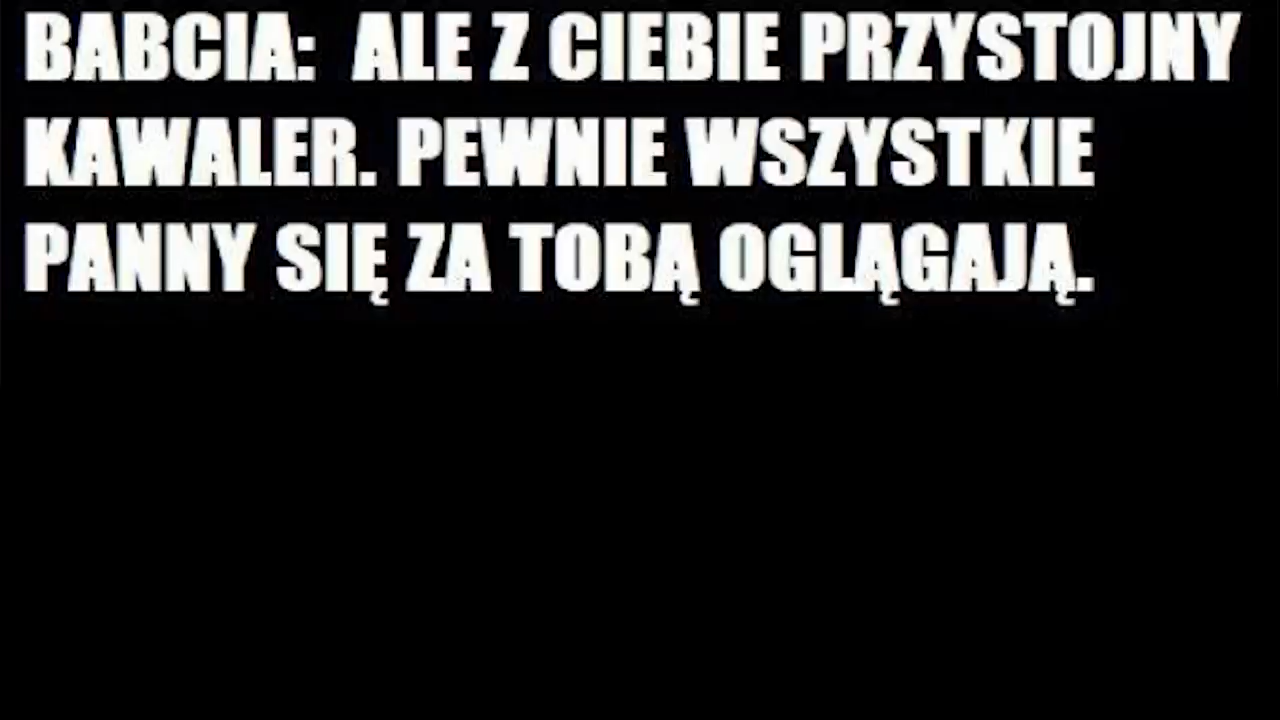 BABCIA: ALE Z CIEBIE PRZYSTOJNY
KAWALER. PEWNIE WSZYSTKIE
PANNY SIĘ ZA TOBĄ OGLĄGAJĄ.